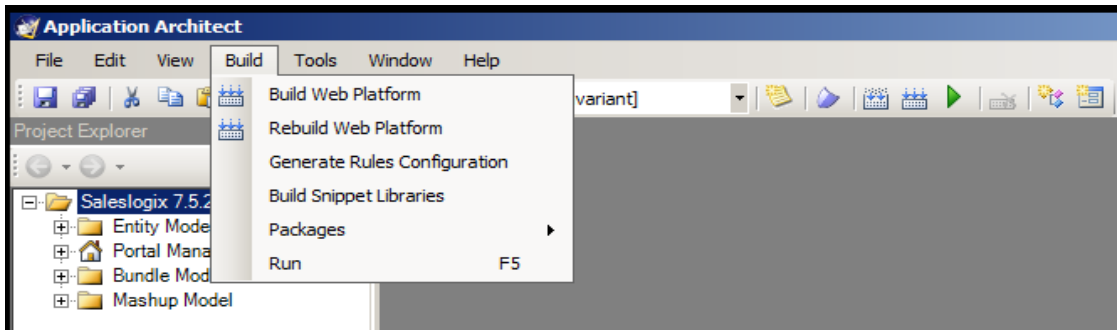 Application Architect
File Edit View Build Tools Window Help
Build Web Platform
variant]
Project Explorer
Rebuild Web Platform
Generate Rules Configuration
Saleslogix 7.5.2
Build Snippet Libraries
Entity Mode
Packages
Portal Mana
Bundle Mod
Run F5
Mashup Model